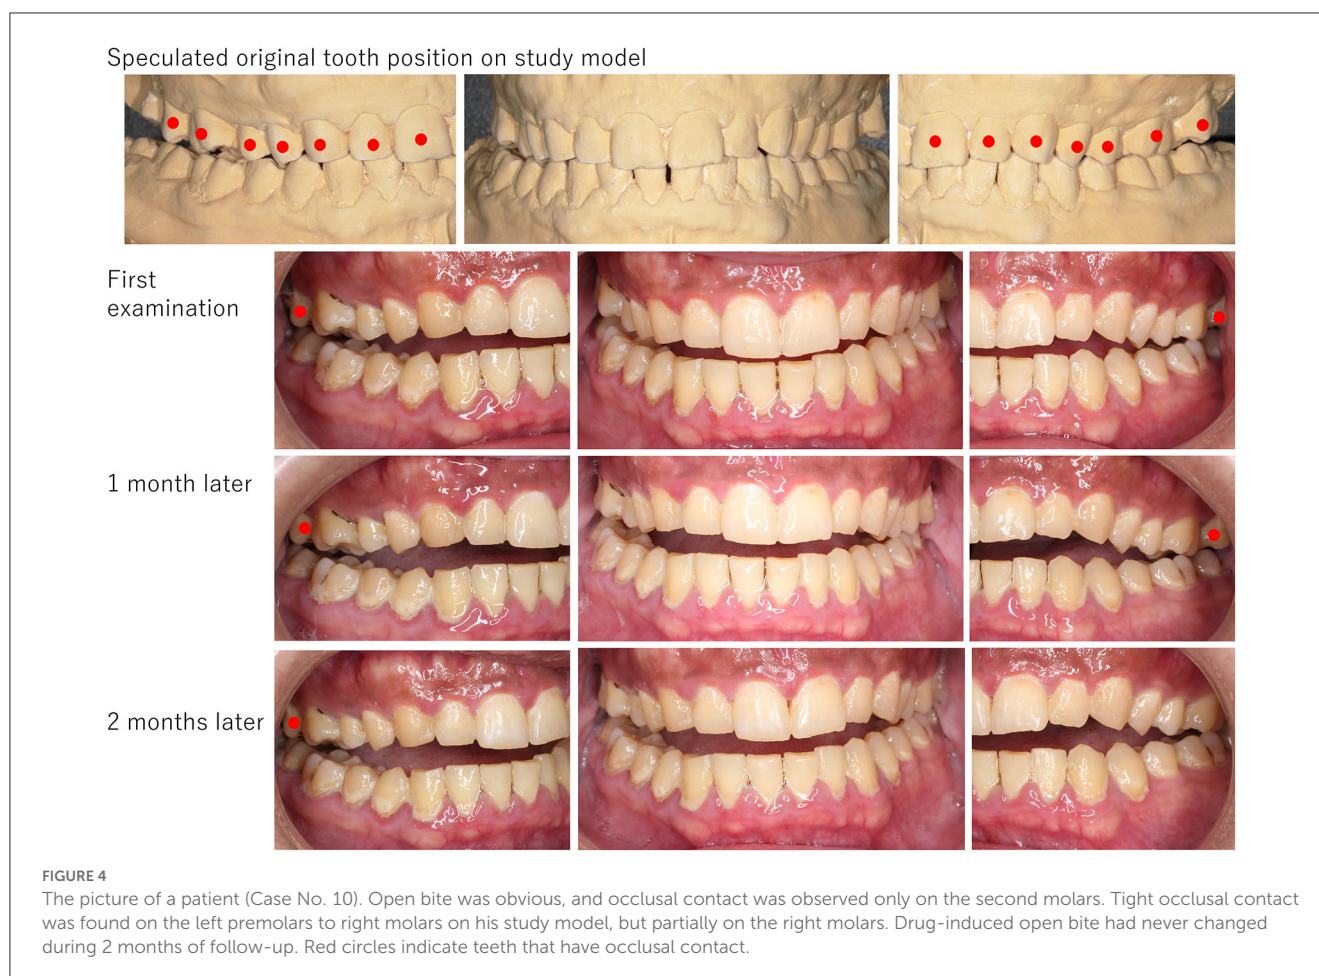 Speculated original tooth position on study model
First
examination
1 month later
2 months later
FIGURE 4
The picture of a patient (Case No. 10). Open bite was obvious, and occlusal contact was observed only on the second molars. Tight occlusal contact
was found on the left premolars to right molars on his study model, but partially on the right molars. Drug-induced open bite had never changed
during 2 months of follow-up. Red circles indicate teeth that have occlusal contact.